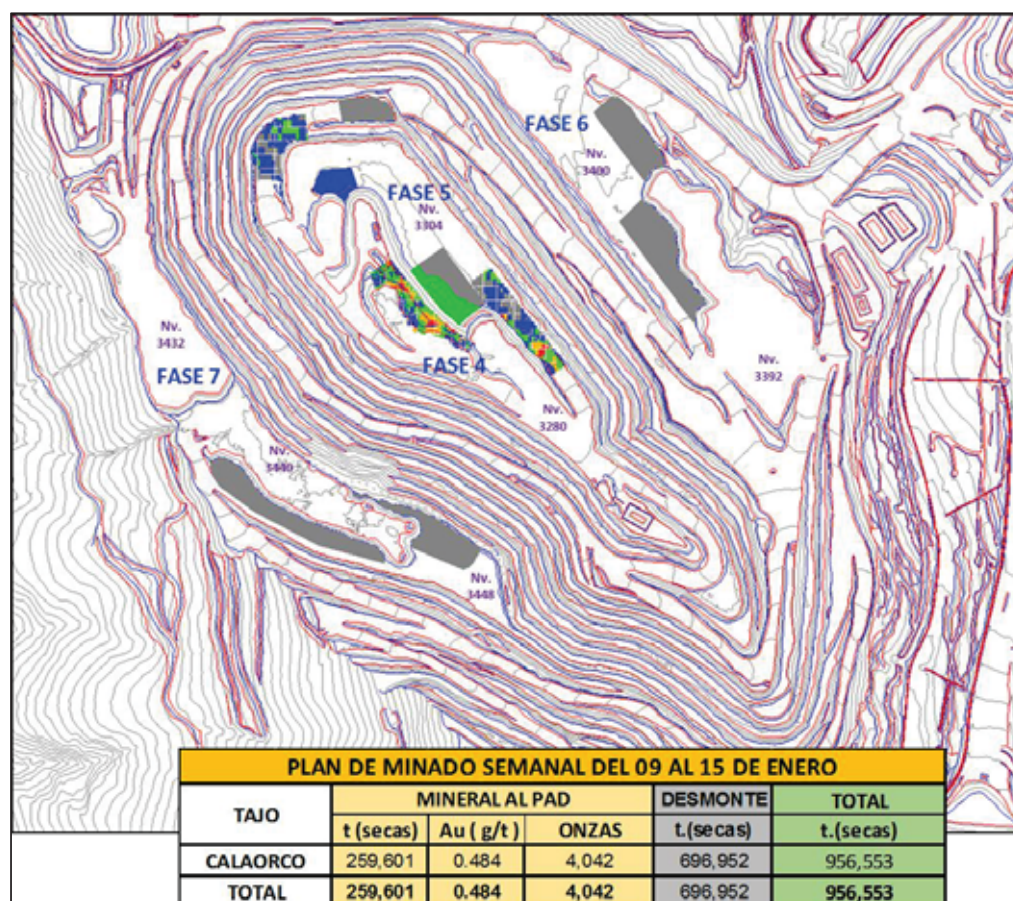 FASE 6
Nv.
3400
FASE 5
Nv.
3304
Nv.
3432
FASE 7
FASE 4
Nv.
3392
Nv.
3280
Nv.
3440
Nv.
3448
PLAN DE MINADO SEMANAL DEL 09 AL 15 DE ENERO
TAJO MINERAL AL PAD DESMONTE TOTAL
t (secas) Au ( g/t ) ONZAS t.(secas) t.(secas)
CALAORCO 259,601 0.484 4,042 696,952 956,553
TOTAL 259,601 0.484 4,042 696,952 956,553